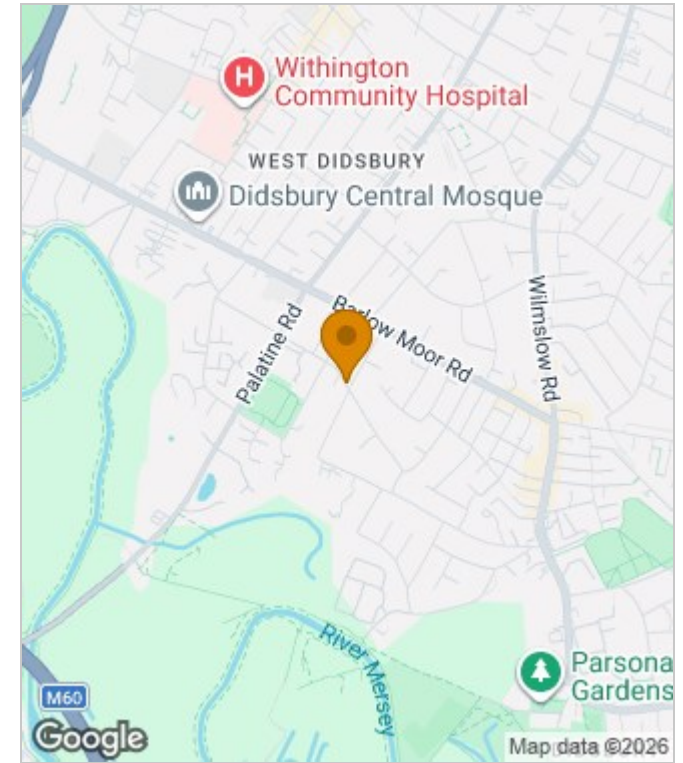 Withington
Community Hospital
WEST DIDSBURY
Didsbury Central Mosque
Barlow Moor Rd
Palatine Rd
Wilmslow Rd
River Mersey
Parsona
Gardens
M60
Google
Map data ©2026